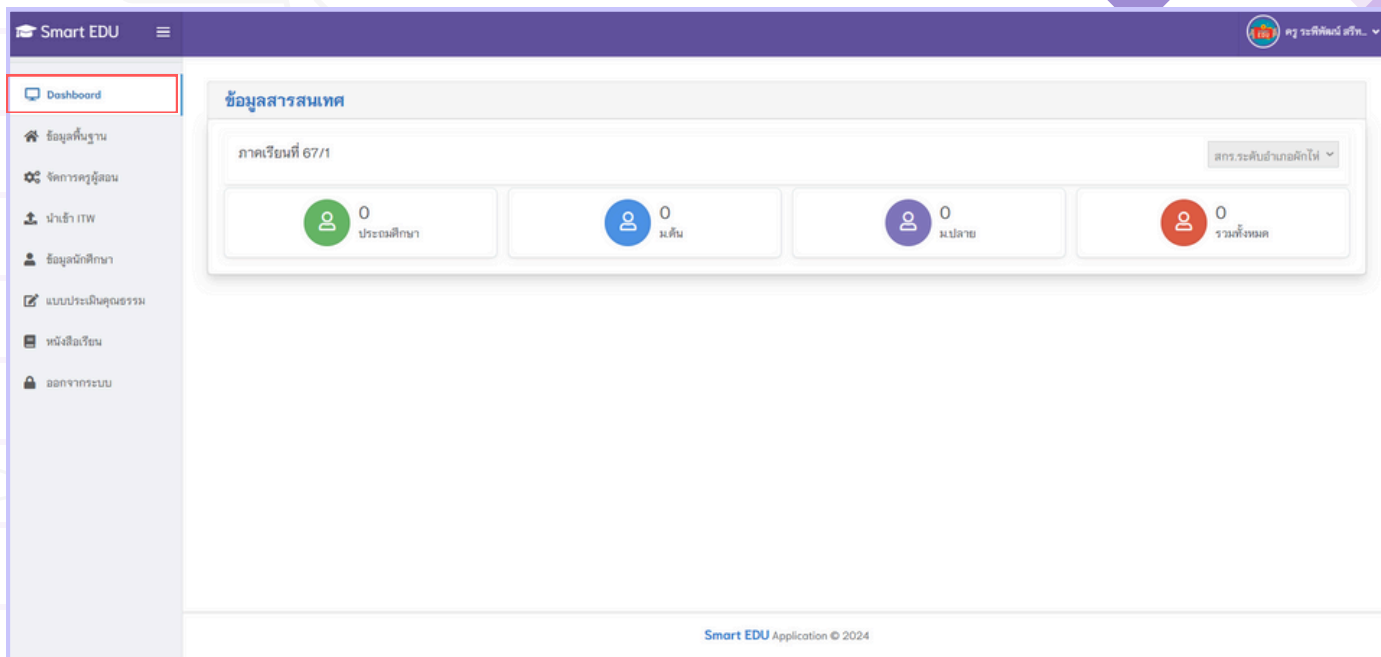 Smart EDU
ครู ระพีพัฒน์ ศรีท...
Dashboard
ข้อมูลพื้นฐาน
จัดการครูผู้สอน
นำเข้า ITW
ข้อมูลนักศึกษา
แบบประเมินคุณธรรม
หนังสือเรียน
ออกจากระบบ
ข้อมูลสารสนเทศ
ภาคเรียนที่ 67/1
สกร.ระดับอำเภอผักไห่
0
ประถมศึกษา
0
ม.ต้น
0
ม.ปลาย
0
รวมทั้งหมด
Smart EDU Application © 2024